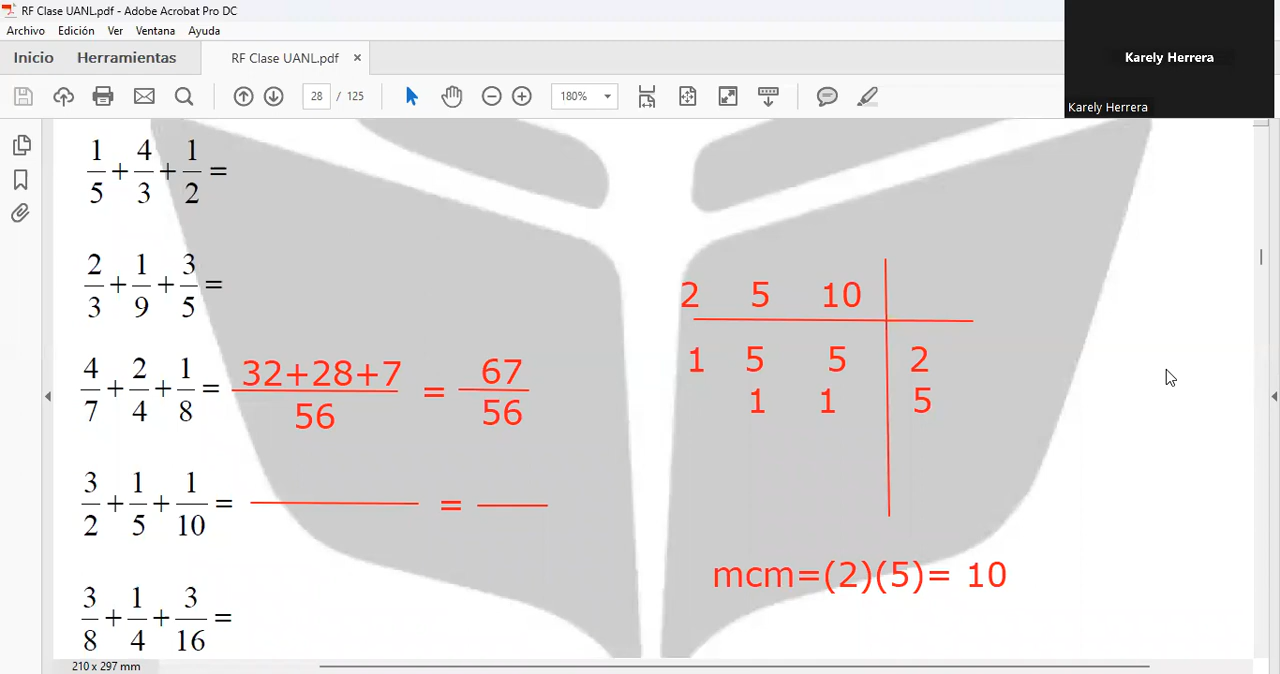 RF Clase UANL.pdf - Adobe Acrobat Pro DC
Archivo Edición Ver Ventana Ayuda
Inicio Herramientas RF Clase UANL.pdf ×
28 / 125 180%
Karely Herrera
Karely Herrera
1/5 + 4/3 + 1/2 =
2/3 + 1/9 + 3/5 =
4/7 + 2/4 + 1/8 = 32+28+7/56 = 67/56
3/2 + 1/5 + 1/10 = =
3/8 + 1/4 + 3/16 =
2 5 10
1 5 5 2
1 1 5
mcm=(2)(5)= 10
210 x 297 mm